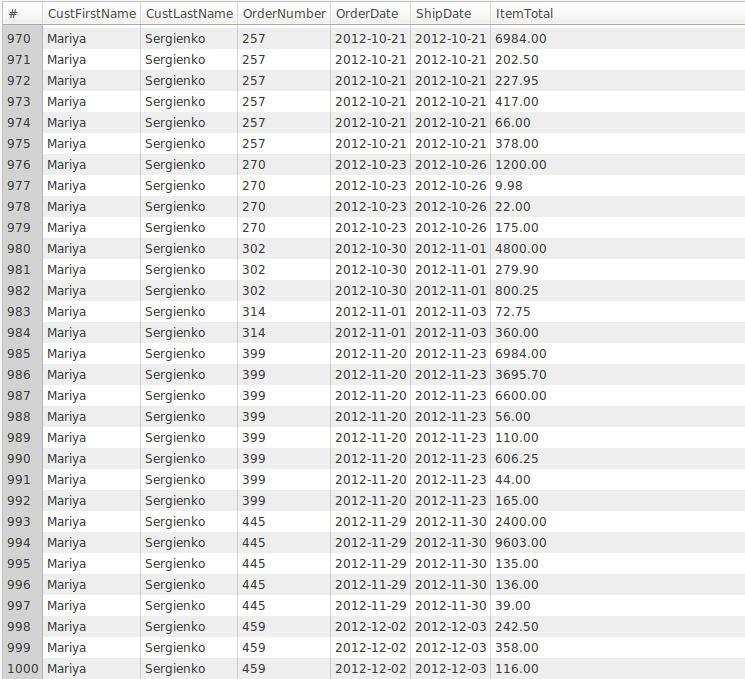 # CustFirstName CustLastName OrderNumber OrderDate ShipDate ItemTotal
970 Mariya Sergienko 257 2012-10-21 2012-10-21 6984.00
971 Mariya Sergienko 257 2012-10-21 2012-10-21 202.50
972 Mariya Sergienko 257 2012-10-21 2012-10-21 227.95
973 Mariya Sergienko 257 2012-10-21 2012-10-21 417.00
974 Mariya Sergienko 257 2012-10-21 2012-10-21 66.00
975 Mariya Sergienko 257 2012-10-21 2012-10-21 378.00
976 Mariya Sergienko 270 2012-10-23 2012-10-26 1200.00
977 Mariya Sergienko 270 2012-10-23 2012-10-26 9.98
978 Mariya Sergienko 270 2012-10-23 2012-10-26 22.00
979 Mariya Sergienko 270 2012-10-23 2012-10-26 175.00
980 Mariya Sergienko 302 2012-10-30 2012-11-01 4800.00
981 Mariya Sergienko 302 2012-10-30 2012-11-01 279.90
982 Mariya Sergienko 302 2012-10-30 2012-11-01 800.25
983 Mariya Sergienko 314 2012-11-01 2012-11-03 72.75
984 Mariya Sergienko 314 2012-11-01 2012-11-03 360.00
985 Mariya Sergienko 399 2012-11-20 2012-11-23 6984.00
986 Mariya Sergienko 399 2012-11-20 2012-11-23 3695.70
987 Mariya Sergienko 399 2012-11-20 2012-11-23 6600.00
988 Mariya Sergienko 399 2012-11-20 2012-11-23 56.00
989 Mariya Sergienko 399 2012-11-20 2012-11-23 110.00
990 Mariya Sergienko 399 2012-11-20 2012-11-23 606.25
991 Mariya Sergienko 399 2012-11-20 2012-11-23 44.00
992 Mariya Sergienko 399 2012-11-20 2012-11-23 165.00
993 Mariya Sergienko 445 2012-11-29 2012-11-30 2400.00
994 Mariya Sergienko 445 2012-11-29 2012-11-30 9603.00
995 Mariya Sergienko 445 2012-11-29 2012-11-30 135.00
996 Mariya Sergienko 445 2012-11-29 2012-11-30 136.00
997 Mariya Sergienko 445 2012-11-29 2012-11-30 39.00
998 Mariya Sergienko 459 2012-12-02 2012-12-03 242.50
999 Mariya Sergienko 459 2012-12-02 2012-12-03 358.00
1000 Mariya Sergienko 459 2012-12-02 2012-12-03 116.00